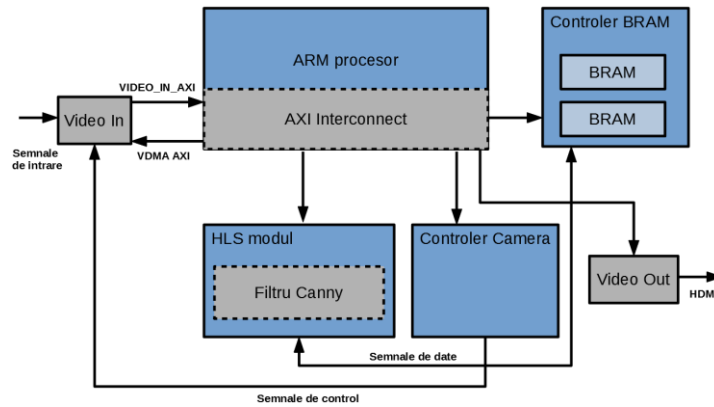 Controler BRAM
ARM procesor
BRAM
VIDEO_IN_AXI
AXI Interconnect
BRAM
Video In
Semnale
de intrare
VDMA AXI
HLS modul
Controler Camera
Filtru Canny
Video Out
HDM
Semnale de date
Semnale de control